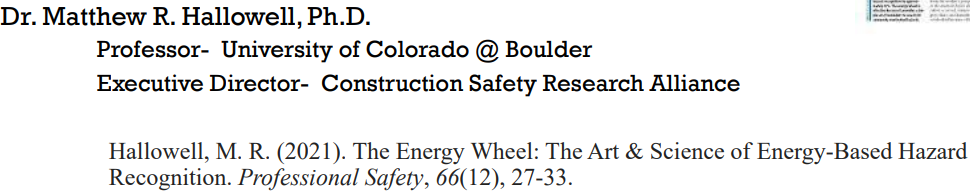 Dr. Matthew R. Hallowell, Ph.D.
Professor- University of Colorado @ Boulder
Executive Director- Construction Safety Research Alliance
Hallowell, M. R. (2021). The Energy Wheel: The Art & Science of Energy-Based Hazard
Recognition. Professional Safety, 66(12), 27-33.